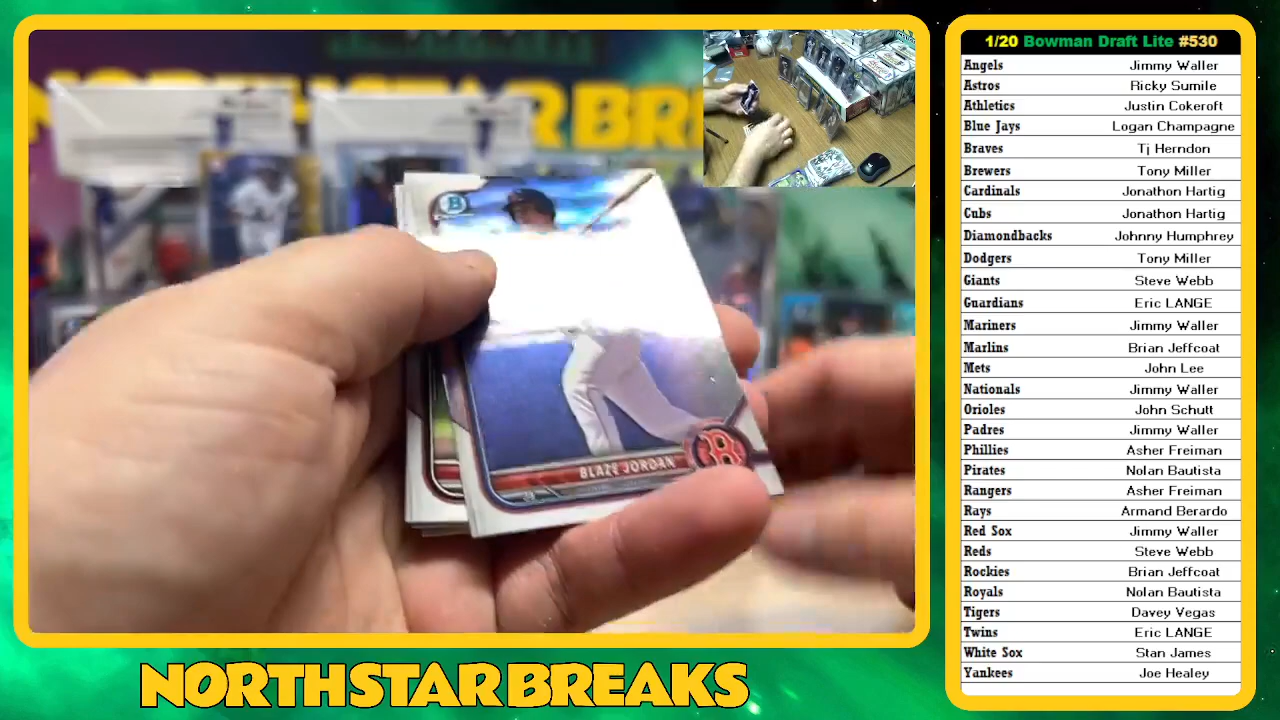 1/20 Bowman Draft Lite #530
Angels Jimmy Waller
Astros Ricky Sumile
Athletics Justin Cokeroft
Blue Jays Logan Champagne
Braves Tj Herndon
Brewers Tony Miller
Cardinals Jonathon Hartig
Cubs Jonathon Hartig
Diamondbacks Johnny Humphrey
Dodgers Tony Miller
Giants Steve Webb
Guardians Eric LANGE
Mariners Jimmy Waller
Marlins Brian Jeffcoat
Mets John Lee
Nationals Jimmy Waller
Orioles John Schutt
Padres Jimmy Waller
Phillies Asher Freiman
Pirates Nolan Bautista
Rangers Asher Freiman
Rays Armand Berardo
Red Sox Jimmy Waller
Reds Steve Webb
Rockies Brian Jeffcoat
Royals Nolan Bautista
Tigers Davey Vegas
Twins Eric LANGE
White Sox Stan James
Yankees Joe Healey
B
BLAZE JORDAN
B
NORTHSTAR BREAKS